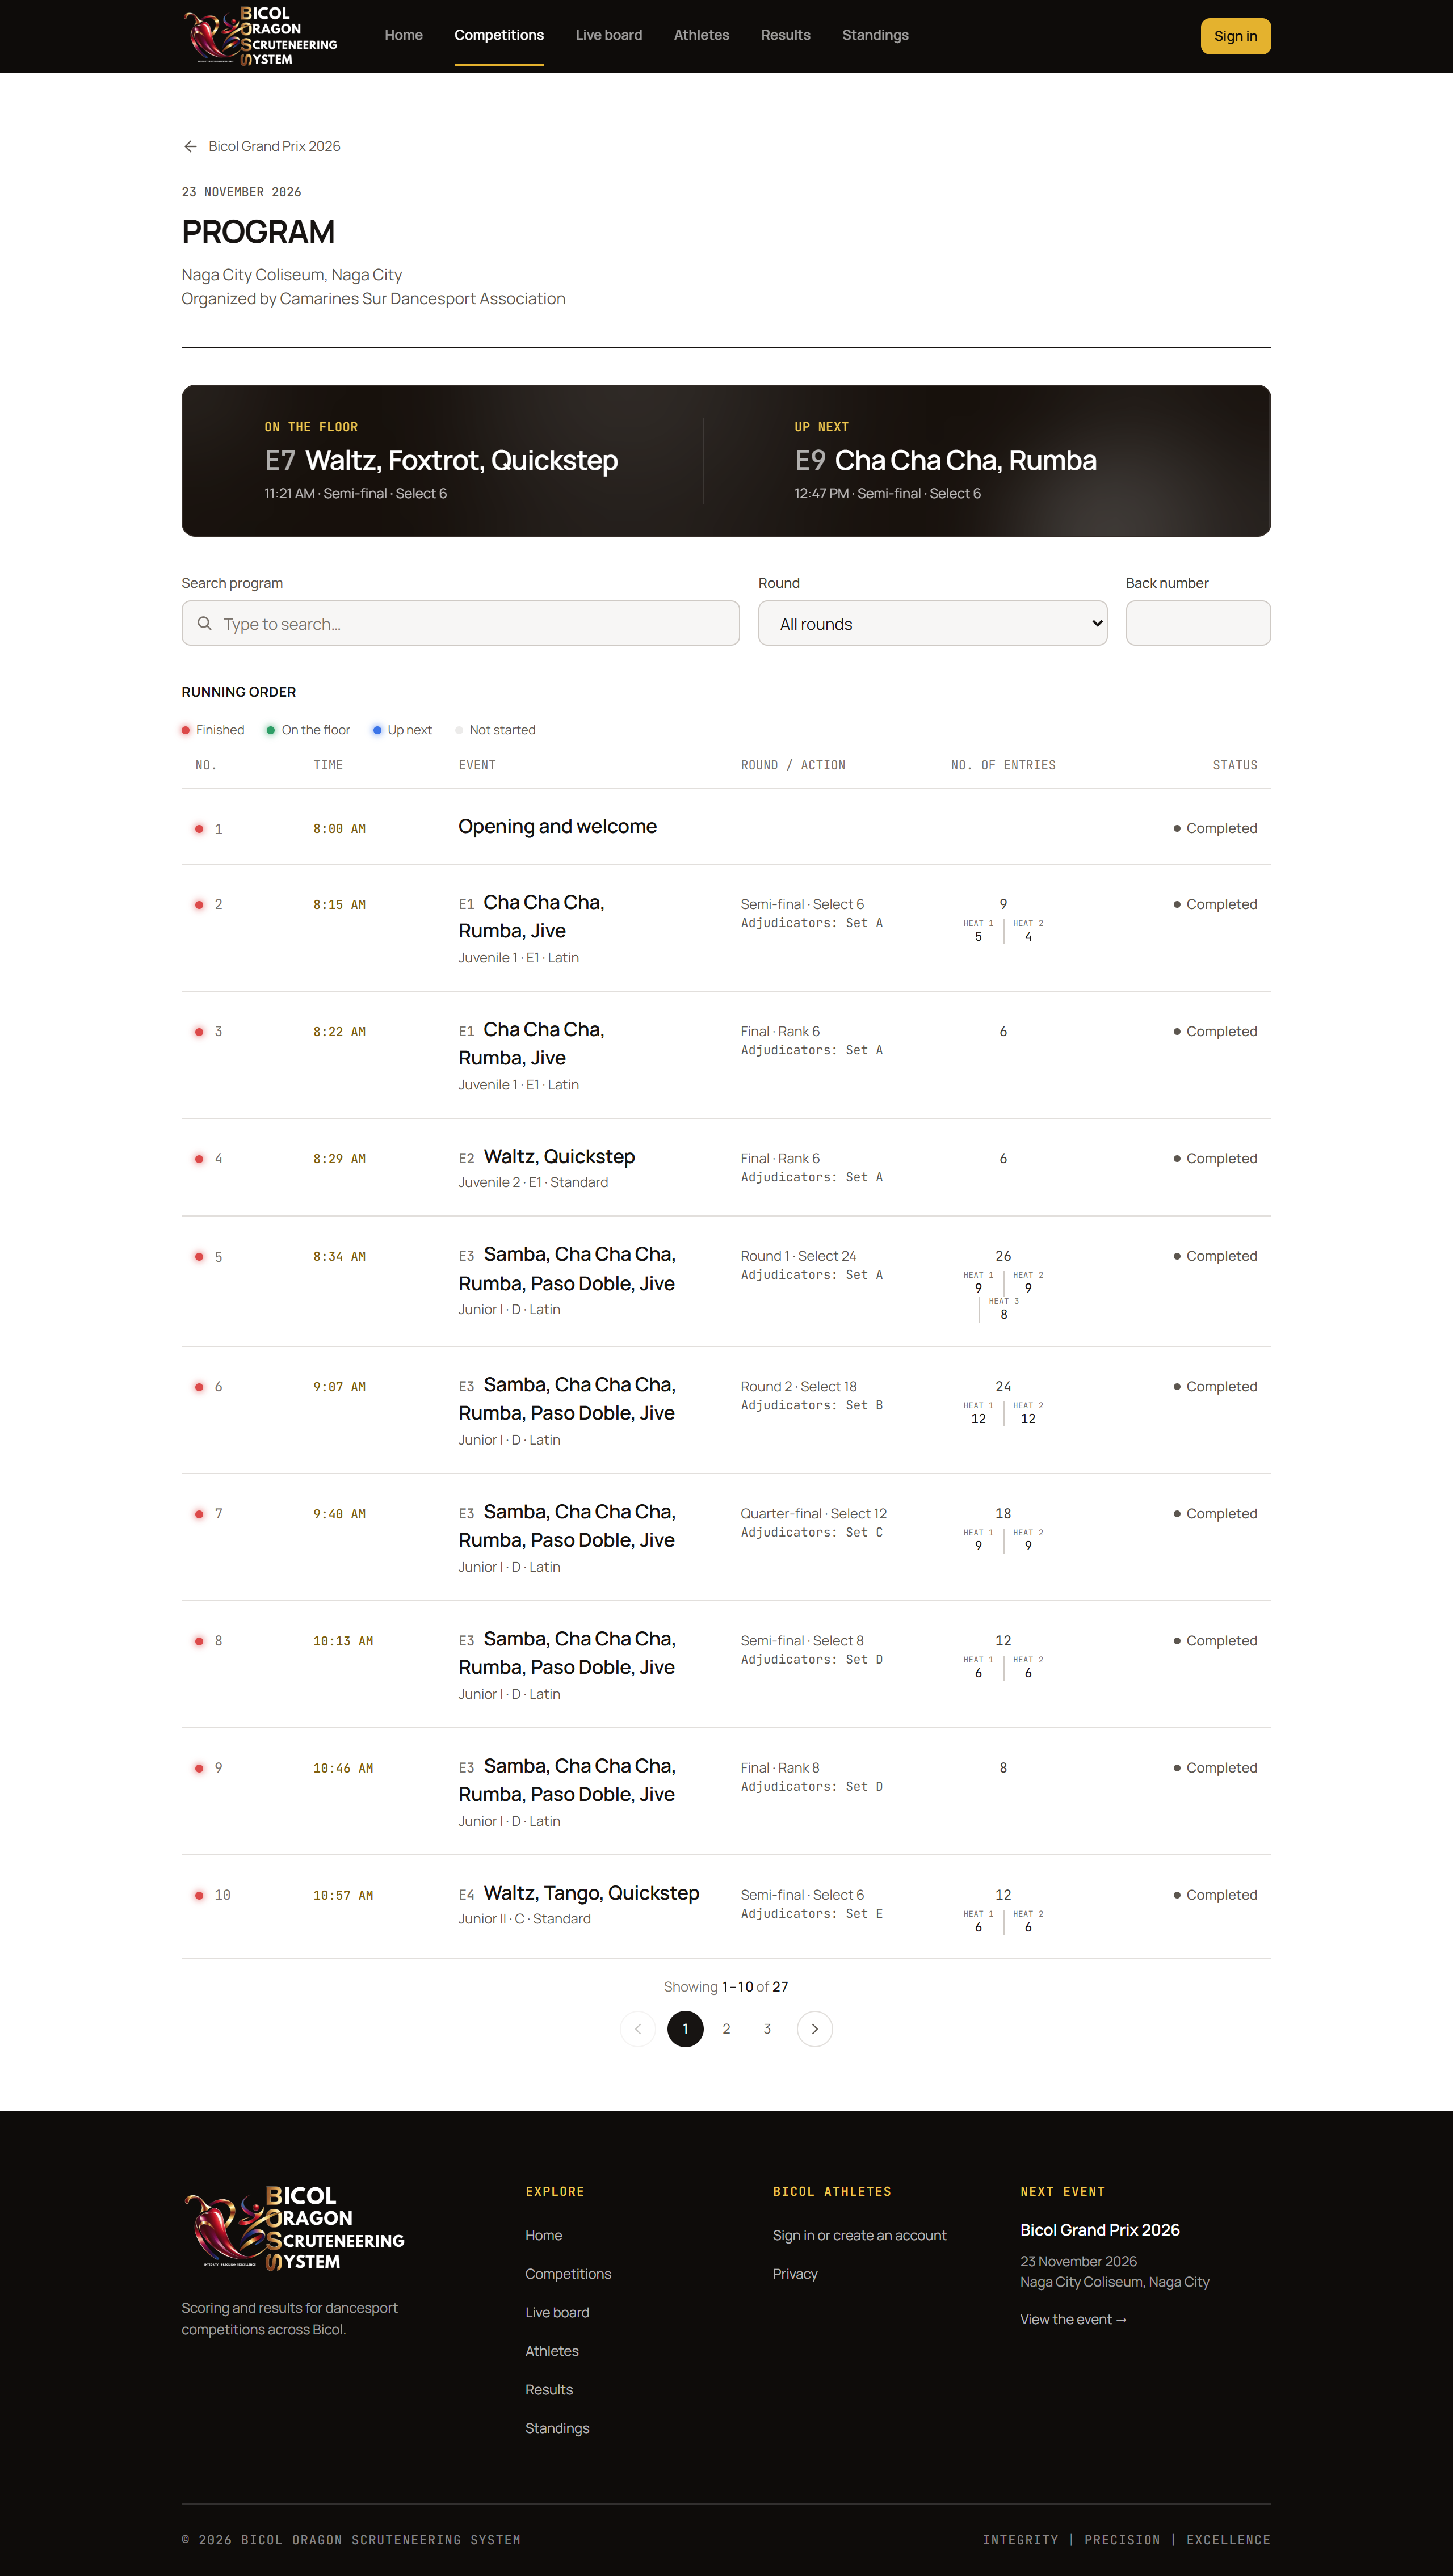 BICOL
ORAGON
SCRUTENEERING
SYSTEM
INTEGRITY | PRECISION | EXCELLENCE
Home
Competitions
Live board
Athletes
Results
Standings
Sign in
← Bicol Grand Prix 2026
23 NOVEMBER 2026
PROGRAM
Naga City Coliseum, Naga City
Organized by Camarines Sur Dancesport Association
ON THE FLOOR
E7 Waltz, Foxtrot, Quickstep
11:21 AM · Semi-final · Select 6
UP NEXT
E9 Cha Cha Cha, Rumba
12:47 PM · Semi-final · Select 6
Search program
Type to search...
Round
All rounds
Back number
RUNNING ORDER
Finished
On the floor
Up next
Not started
NO. TIME EVENT ROUND / ACTION NO. OF ENTRIES STATUS
1 8:00 AM Opening and welcome Completed
2 8:15 AM E1 Cha Cha Cha, Semi-final · Select 6 9 Completed
Rumba, Jive Adjudicators: Set A HEAT 1 HEAT 2
5 4
Juvenile 1 · E1 · Latin
3 8:22 AM E1 Cha Cha Cha, Final · Rank 6 6 Completed
Rumba, Jive Adjudicators: Set A
Juvenile 1 · E1 · Latin
4 8:29 AM E2 Waltz, Quickstep Final · Rank 6 6 Completed
Juvenile 2 · E1 · Standard Adjudicators: Set A
5 8:34 AM E3 Samba, Cha Cha Cha, Round 1 · Select 24 26 Completed
Rumba, Paso Doble, Jive Adjudicators: Set A HEAT 1 HEAT 2
9 9
HEAT 3
8
Junior I · D · Latin
6 9:07 AM E3 Samba, Cha Cha Cha, Round 2 · Select 18 24 Completed
Rumba, Paso Doble, Jive Adjudicators: Set B HEAT 1 HEAT 2
12 12
Junior I · D · Latin
7 9:40 AM E3 Samba, Cha Cha Cha, Quarter-final · Select 12 18 Completed
Rumba, Paso Doble, Jive Adjudicators: Set C HEAT 1 HEAT 2
9 9
Junior I · D · Latin
8 10:13 AM E3 Samba, Cha Cha Cha, Semi-final · Select 8 12 Completed
Rumba, Paso Doble, Jive Adjudicators: Set D HEAT 1 HEAT 2
6 6
Junior I · D · Latin
9 10:46 AM E3 Samba, Cha Cha Cha, Final · Rank 8 8 Completed
Rumba, Paso Doble, Jive Adjudicators: Set D
Junior I · D · Latin
10 10:57 AM E4 Waltz, Tango, Quickstep Semi-final · Select 6 12 Completed
Junior II · C · Standard Adjudicators: Set E HEAT 1 HEAT 2
6 6
Showing 1–10 of 27
1 2 3
BICOL
ORAGON
SCRUTENEERING
SYSTEM
INTEGRITY | PRECISION | EXCELLENCE
Scoring and results for dancesport
competitions across Bicol.
EXPLORE
Home
Competitions
Live board
Athletes
Results
Standings
BICOL ATHLETES
Sign in or create an account
Privacy
NEXT EVENT
Bicol Grand Prix 2026
23 November 2026
Naga City Coliseum, Naga City
View the event →
© 2026 BICOL ORAGON SCRUTENEERING SYSTEM
INTEGRITY | PRECISION | EXCELLENCE